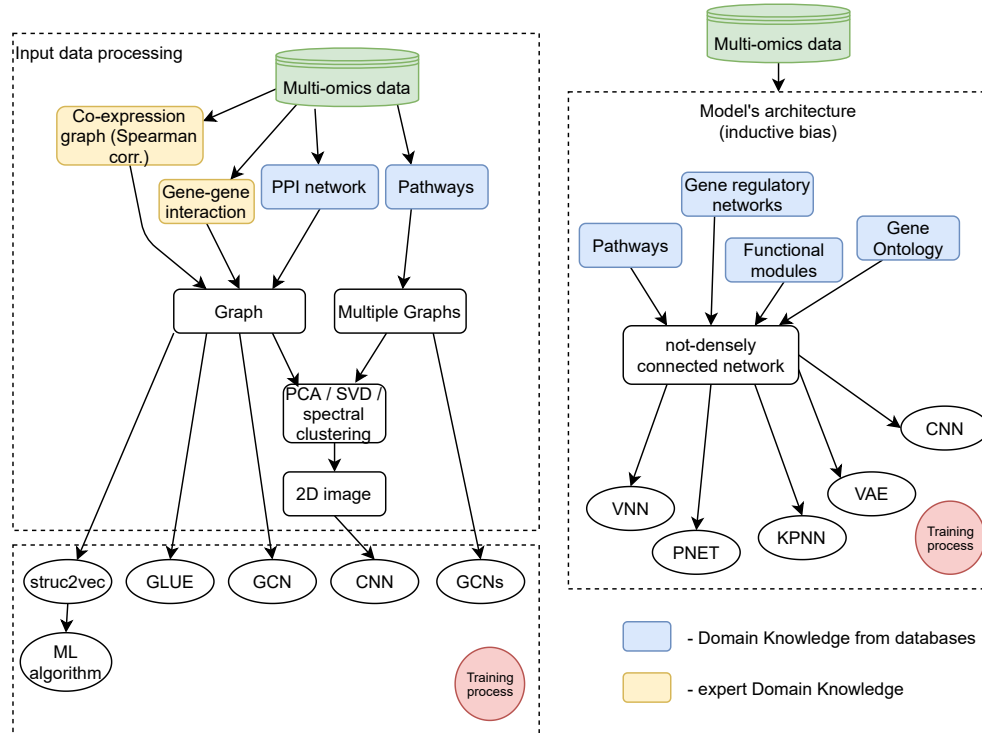 Input data processing
Multi-omics data
Co-expression
graph (Spearman
corr.)
Gene-gene
interaction
PPI network
Pathways
Graph
Multiple Graphs
PCA / SVD /
spectral
clustering
2D image
struc2vec
GLUE
GCN
CNN
GCNs
ML
algorithm
Training
process
Multi-omics data
Model's architecture
(inductive bias)
Gene regulatory
networks
Pathways
Functional
modules
Gene
Ontology
not-densely
connected network
CNN
VNN
VAE
PNET
KPNN
Training
process
- Domain Knowledge from databases
- expert Domain Knowledge